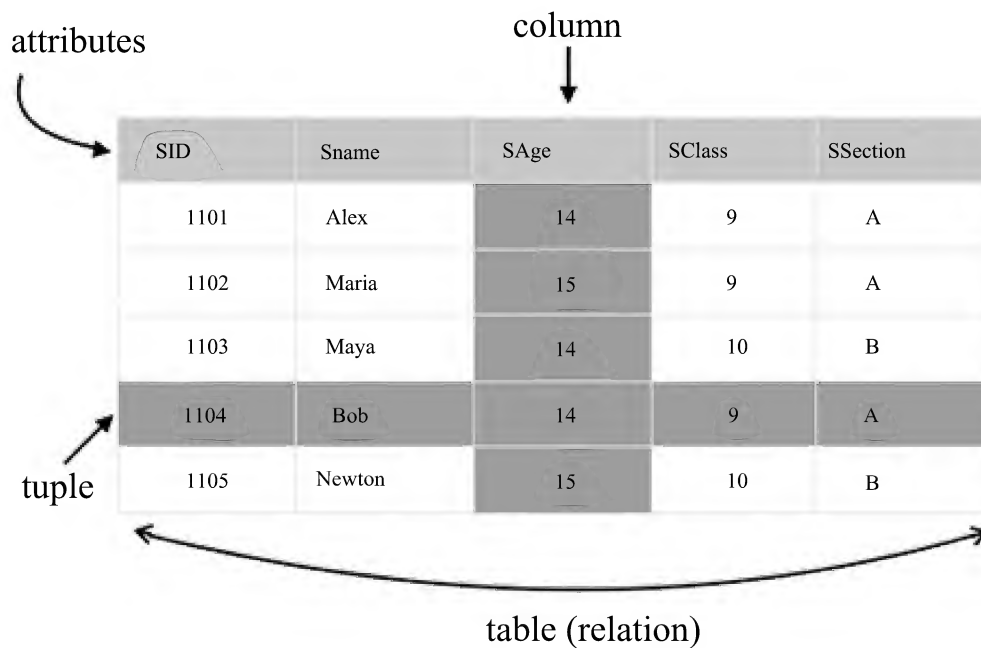 column
attributes
SID Sname SAge SClass SSection
1101 Alex 14 9 A
1102 Maria 15 9 A
1103 Maya 14 10 B
1104 Bob 14 9 A
tuple
1105 Newton 15 10 B
table (relation)